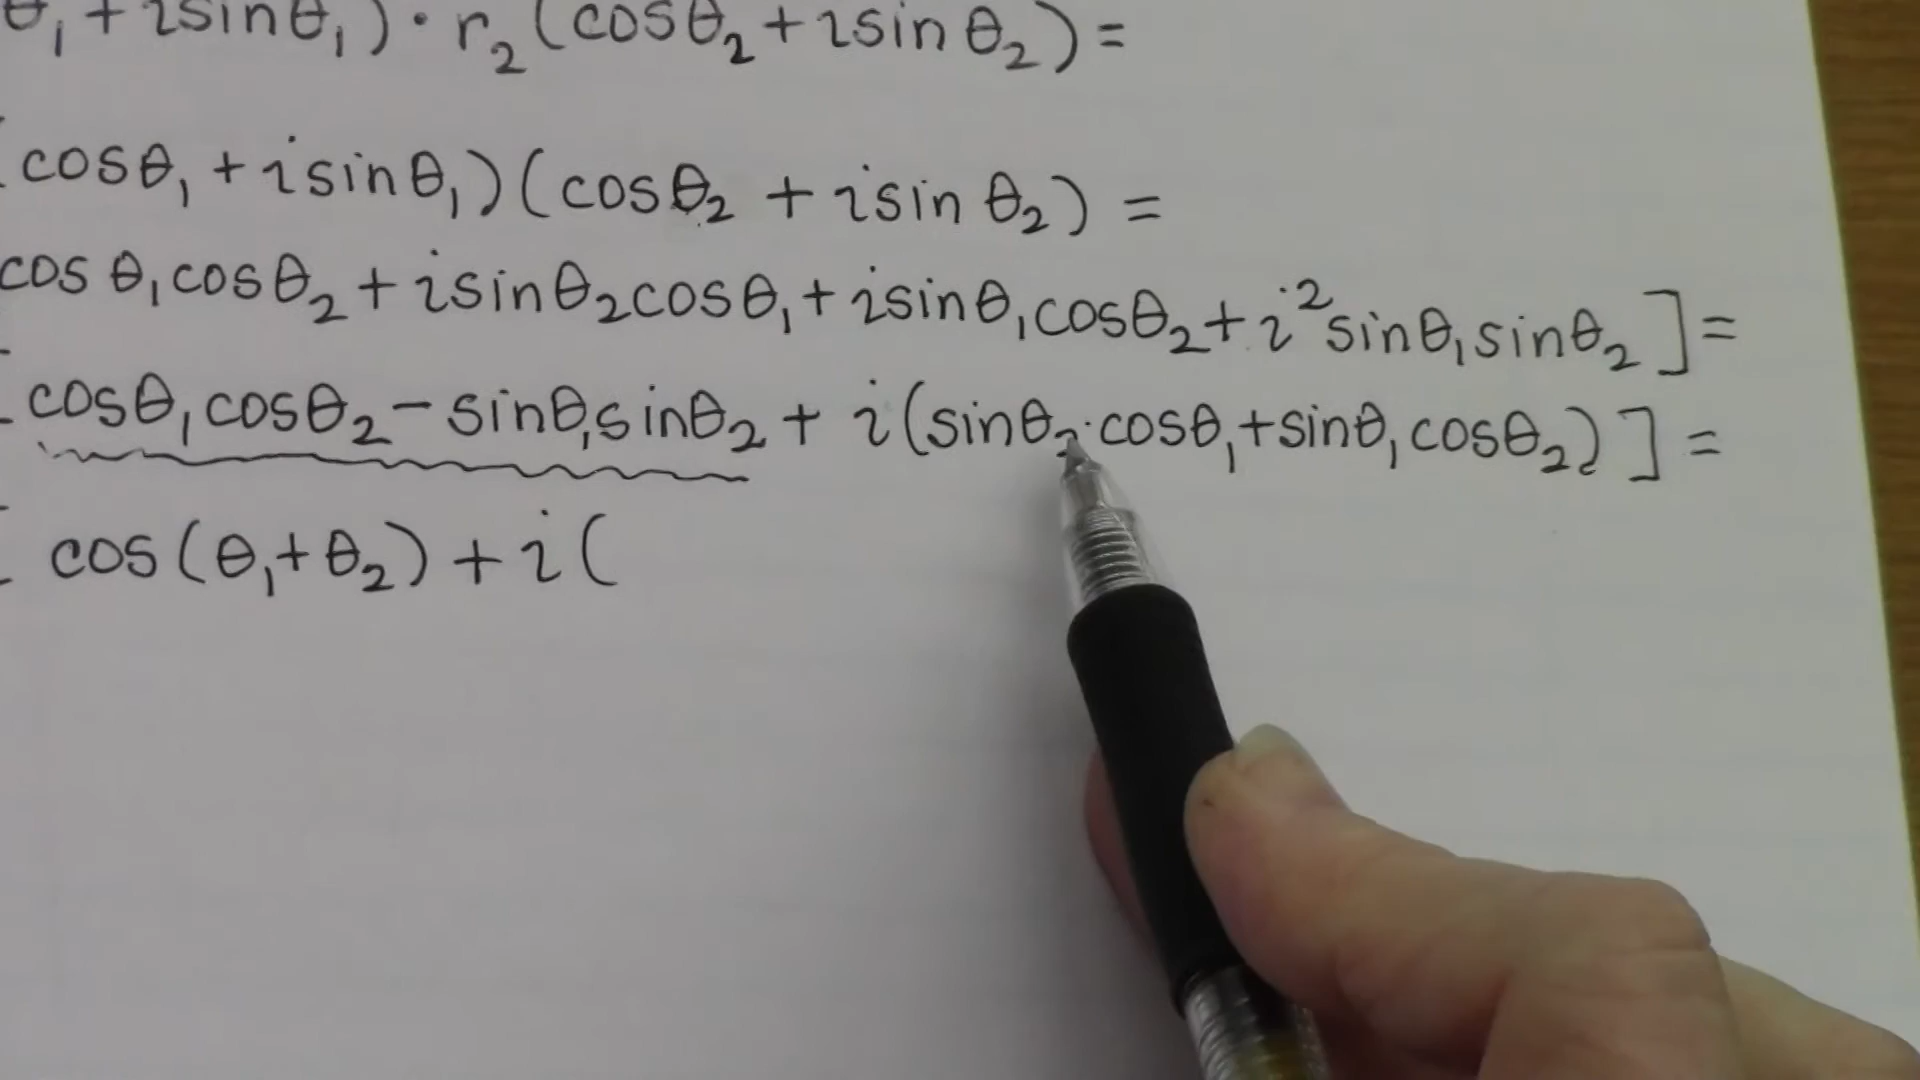 θ₁ + i sin θ₁) · r₂ (cos θ₂ + i sin θ₂) =
cos θ₁ + i sin θ₁)(cos θ₂ + i sin θ₂) =
cos θ₁ cos θ₂ + i sin θ₂ cos θ₁ + i sin θ₁ cos θ₂ + i² sin θ₁ sin θ₂ ] =
cos θ₁ cos θ₂ - sin θ₁ sin θ₂ + i (sin θ₂ · cos θ₁ + sin θ₁ cos θ₂) ] =
cos (θ₁ + θ₂) + i (